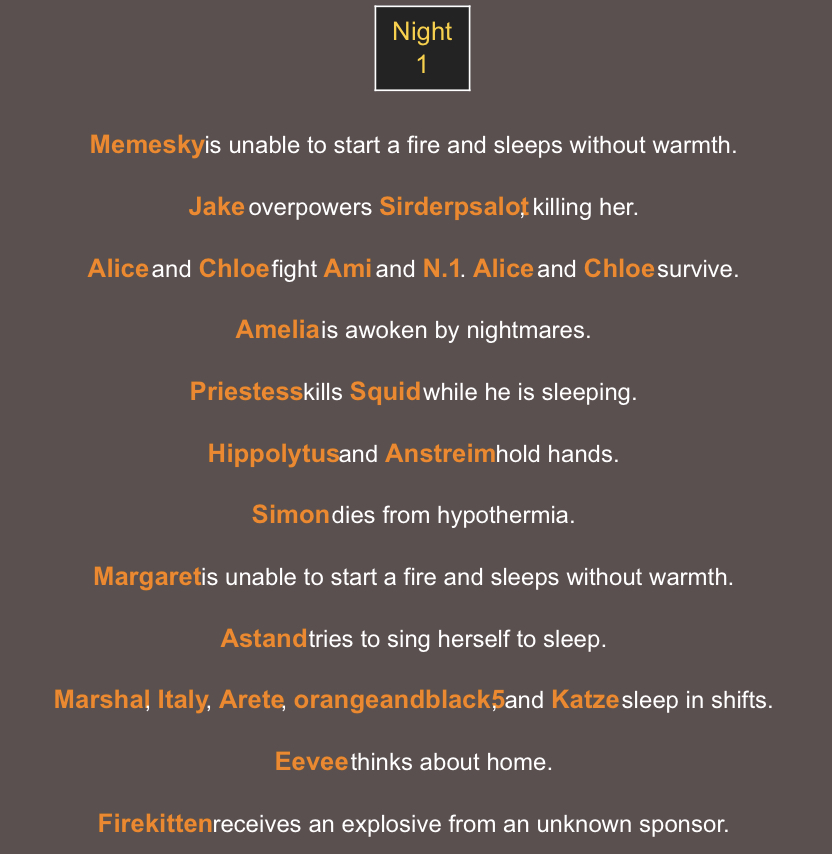 Night
1
Memesky is unable to start a fire and sleeps without warmth.
Jake overpowers Sirderpsalot, killing her.
Alice and Chloe fight Ami and N.1. Alice and Chloe survive.
Amelia is awoken by nightmares.
Priestess kills Squid while he is sleeping.
Hippolytus and Anstreim hold hands.
Simon dies from hypothermia.
Margaret is unable to start a fire and sleeps without warmth.
Astand tries to sing herself to sleep.
Marshal, Italy, Arete, orangeandblack5, and Katze sleep in shifts.
Eevee thinks about home.
Firekitten receives an explosive from an unknown sponsor.